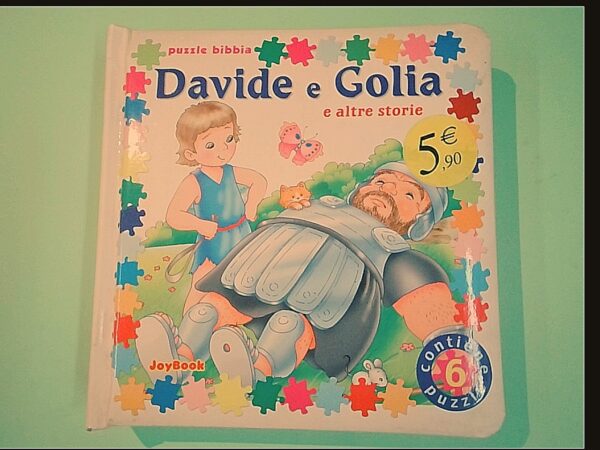 puzzle bibbia
Davide e Golia
e altre storie
5,90 €
JoyBook
contiene
6
puzzle